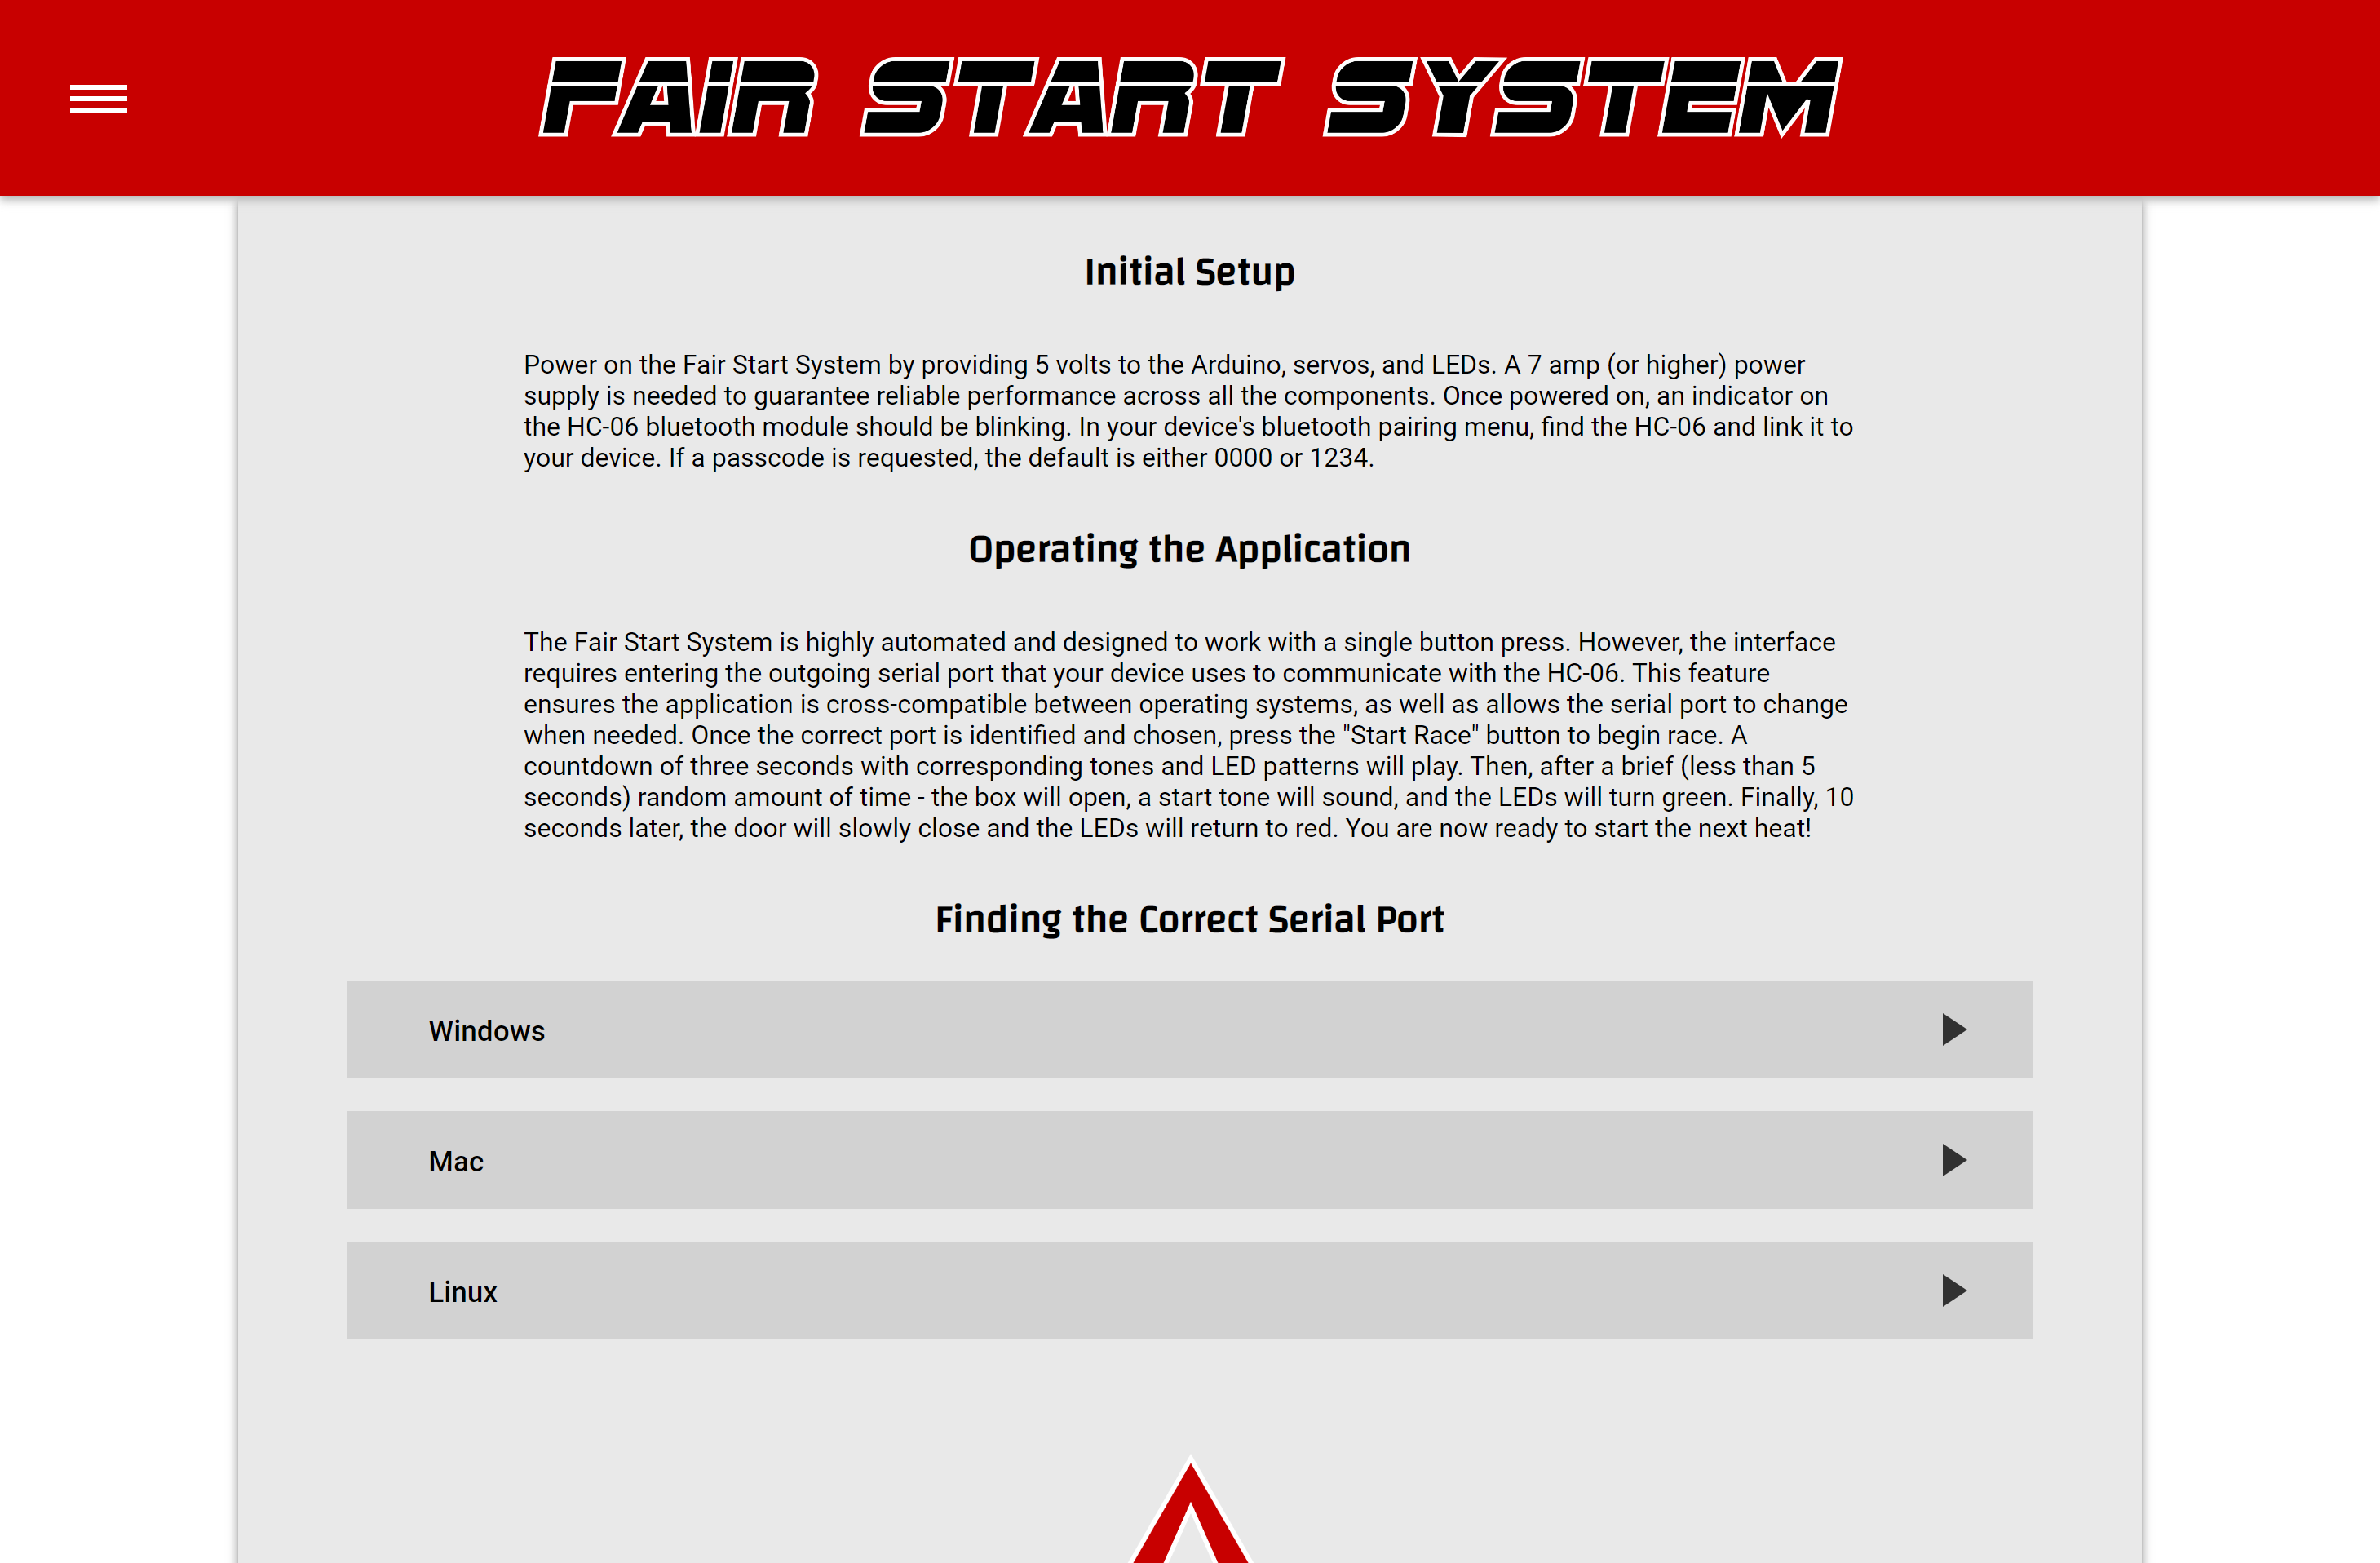 FAIR START SYSTEM
Initial Setup
Power on the Fair Start System by providing 5 volts to the Arduino, servos, and LEDs. A 7 amp (or higher) power
supply is needed to guarantee reliable performance across all the components. Once powered on, an indicator on
the HC-06 bluetooth module should be blinking. In your device's bluetooth pairing menu, find the HC-06 and link it to
your device. If a passcode is requested, the default is either 0000 or 1234.
Operating the Application
The Fair Start System is highly automated and designed to work with a single button press. However, the interface
requires entering the outgoing serial port that your device uses to communicate with the HC-06. This feature
ensures the application is cross-compatible between operating systems, as well as allows the serial port to change
when needed. Once the correct port is identified and chosen, press the "Start Race" button to begin race. A
countdown of three seconds with corresponding tones and LED patterns will play. Then, after a brief (less than 5
seconds) random amount of time - the box will open, a start tone will sound, and the LEDs will turn green. Finally, 10
seconds later, the door will slowly close and the LEDs will return to red. You are now ready to start the next heat!
Finding the Correct Serial Port
Windows
Mac
Linux